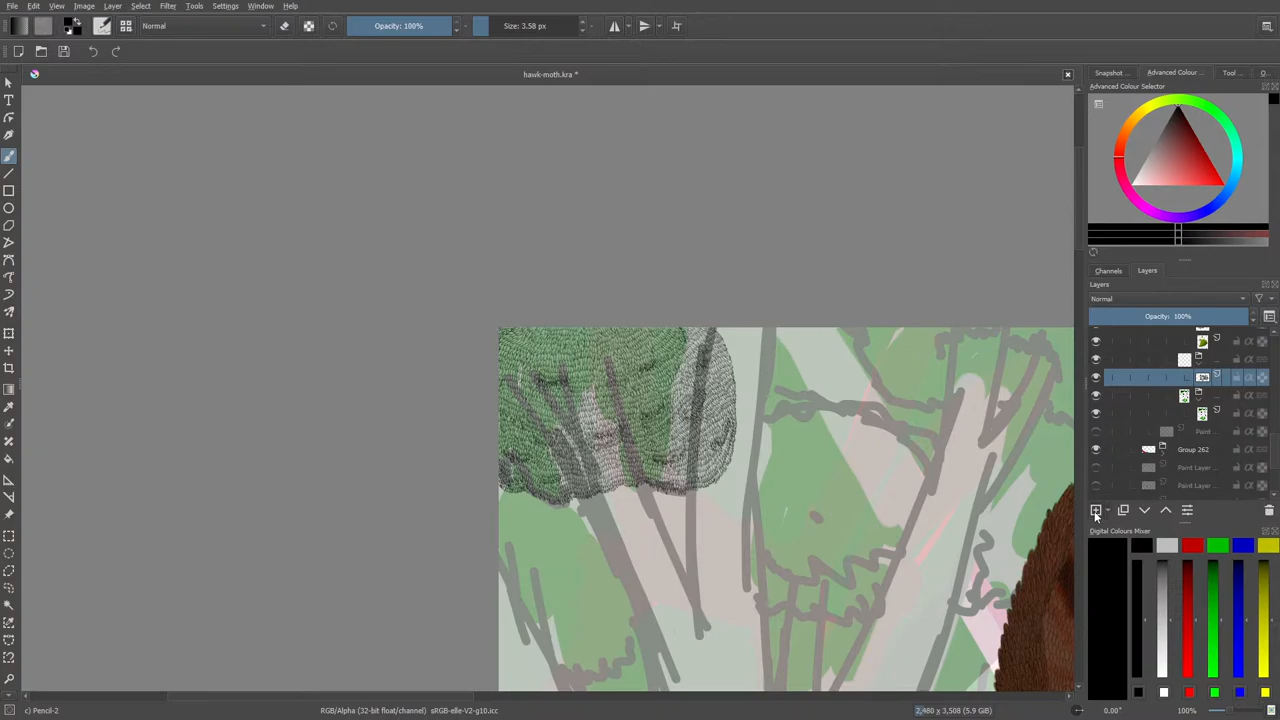 File Edit View Image Layer Select Filter Tools Settings Window Help
Normal Opacity: 100% Size: 3.58 px
hawk-moth.kra *
Snapshot ... Advanced Colour ... Tool ... O...
Advanced Colour Selector
Channels Layers
Layers
Normal
Opacity: 100%
Paint ...
Group 262
Paint Layer ...
Paint Layer ...
Digital Colours Mixer
c) Pencil-2 RGB/Alpha (32-bit float/channel) sRGB-elle-V2-g10.icc 2,480 x 3,508 (5.9 GiB) 0.00° 100%